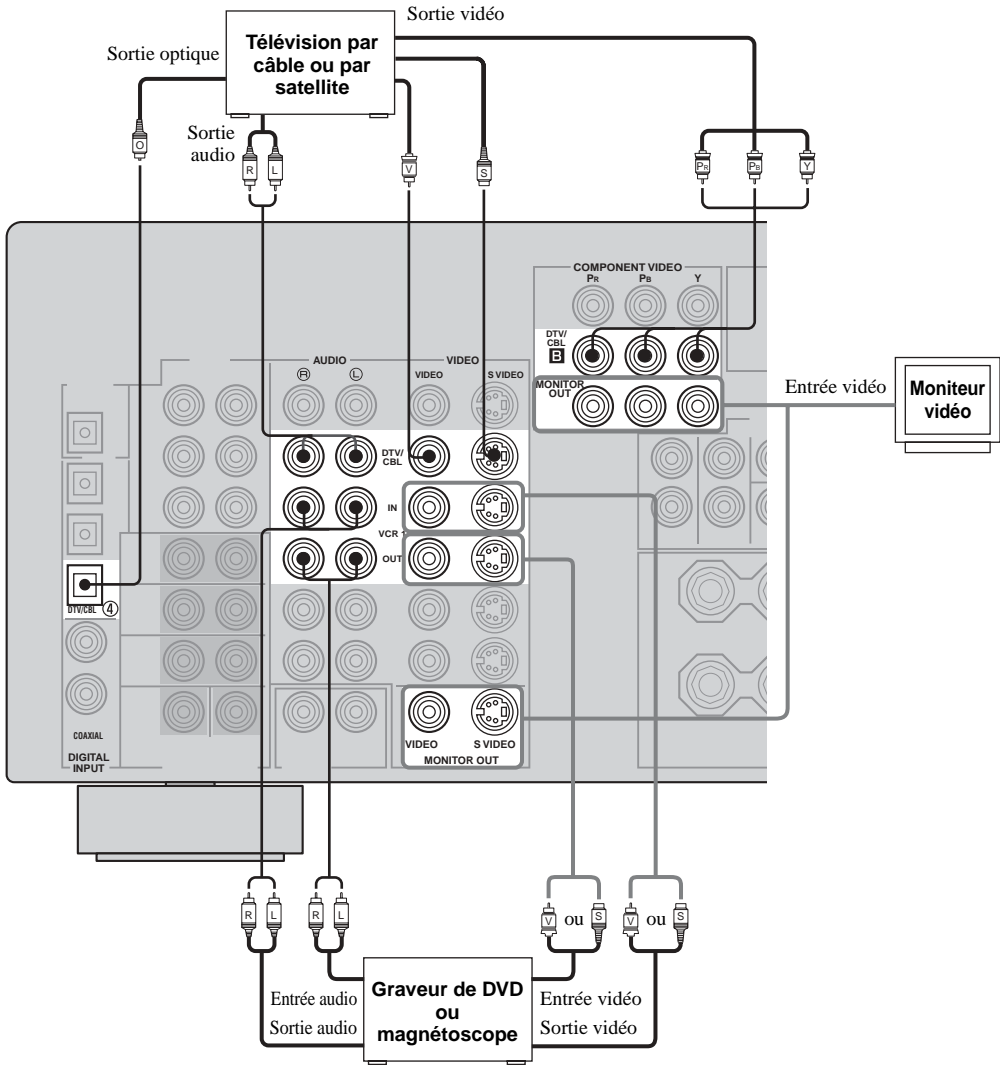 Sortie vidéo
Sortie optique
Télévision par
câble ou par
satellite
Sortie
audio
O
R
L
V
S
PR
PB
Y
COMPONENT VIDEO
PR
PB
Y
DTV/
CBL
B
MONITOR
OUT
Entrée vidéo
Moniteur
vidéo
AUDIO
VIDEO
R
L
VIDEO
S VIDEO
DTV/
CBL
IN
VCR 1
OUT
DTV/CBL
④
COAXIAL
DIGITAL
INPUT
VIDEO
S VIDEO
MONITOR OUT
R
L
R
L
V
ou
S
V
ou
S
Entrée audio
Sortie audio
Graveur de DVD
ou
magnétoscope
Entrée vidéo
Sortie vidéo